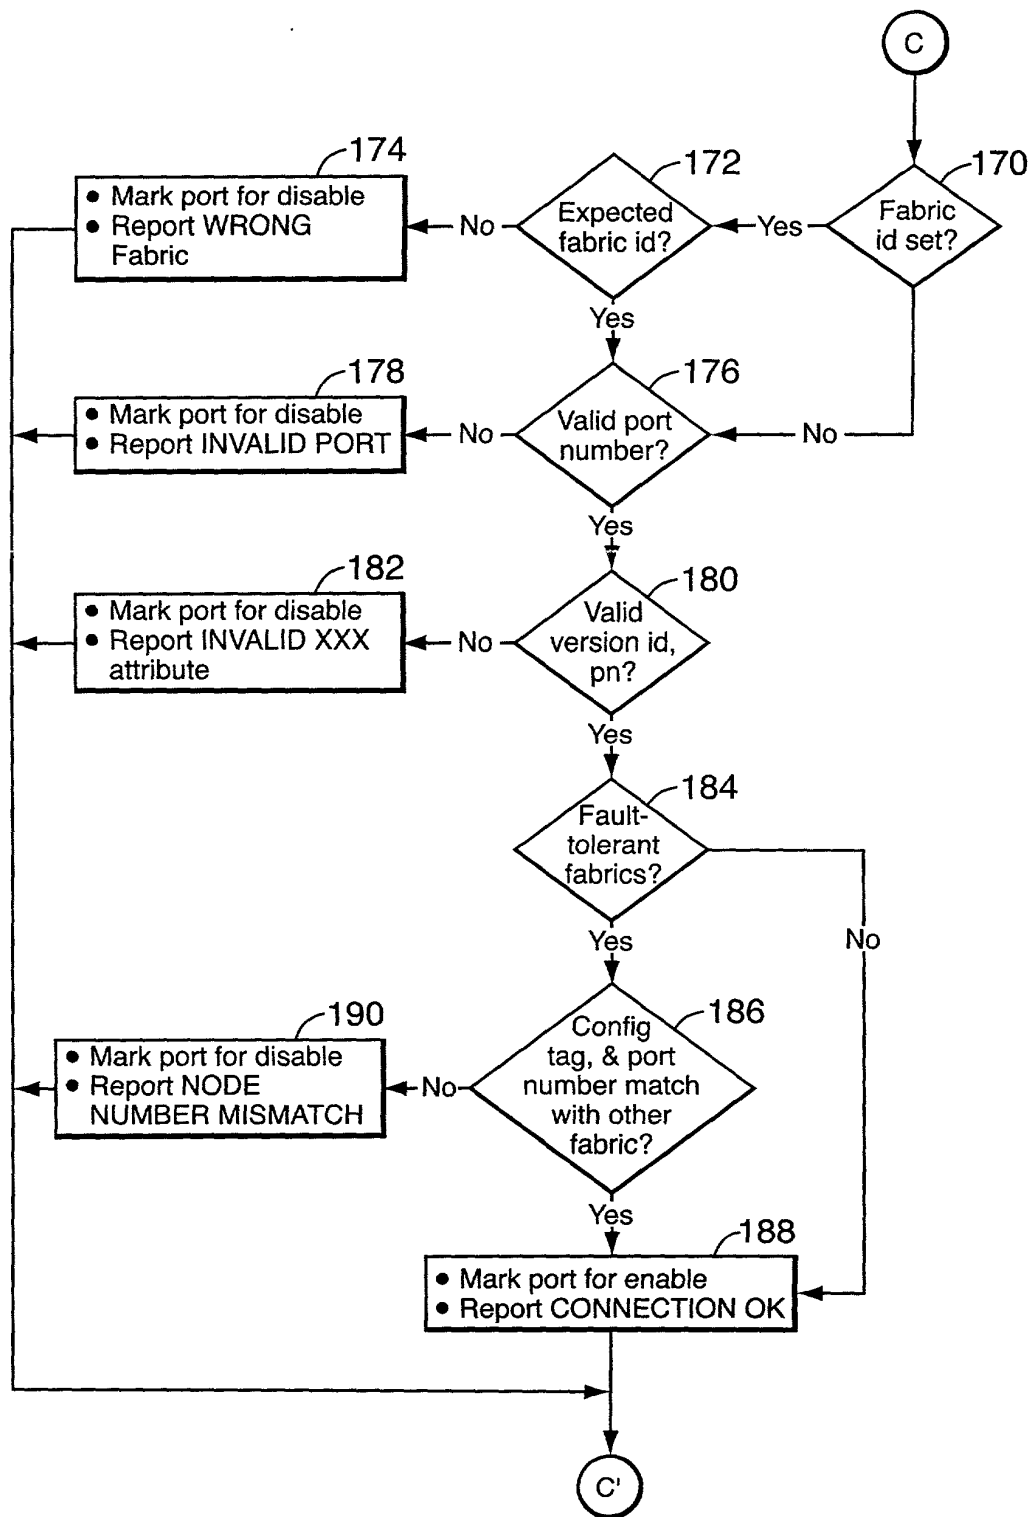 C
170
Fabric
id set?
Yes
172
Expected
fabric id?
No
174
• Mark port for disable
• Report WRONG
Fabric
Yes
No
176
Valid port
number?
No
178
• Mark port for disable
• Report INVALID PORT
Yes
180
Valid
version id,
pn?
No
182
• Mark port for disable
• Report INVALID XXX
attribute
Yes
184
Fault-
tolerant
fabrics?
No
Yes
186
Config
tag, & port
number match
with other
fabric?
No
190
• Mark port for disable
• Report NODE
NUMBER MISMATCH
Yes
188
• Mark port for enable
• Report CONNECTION OK
C'